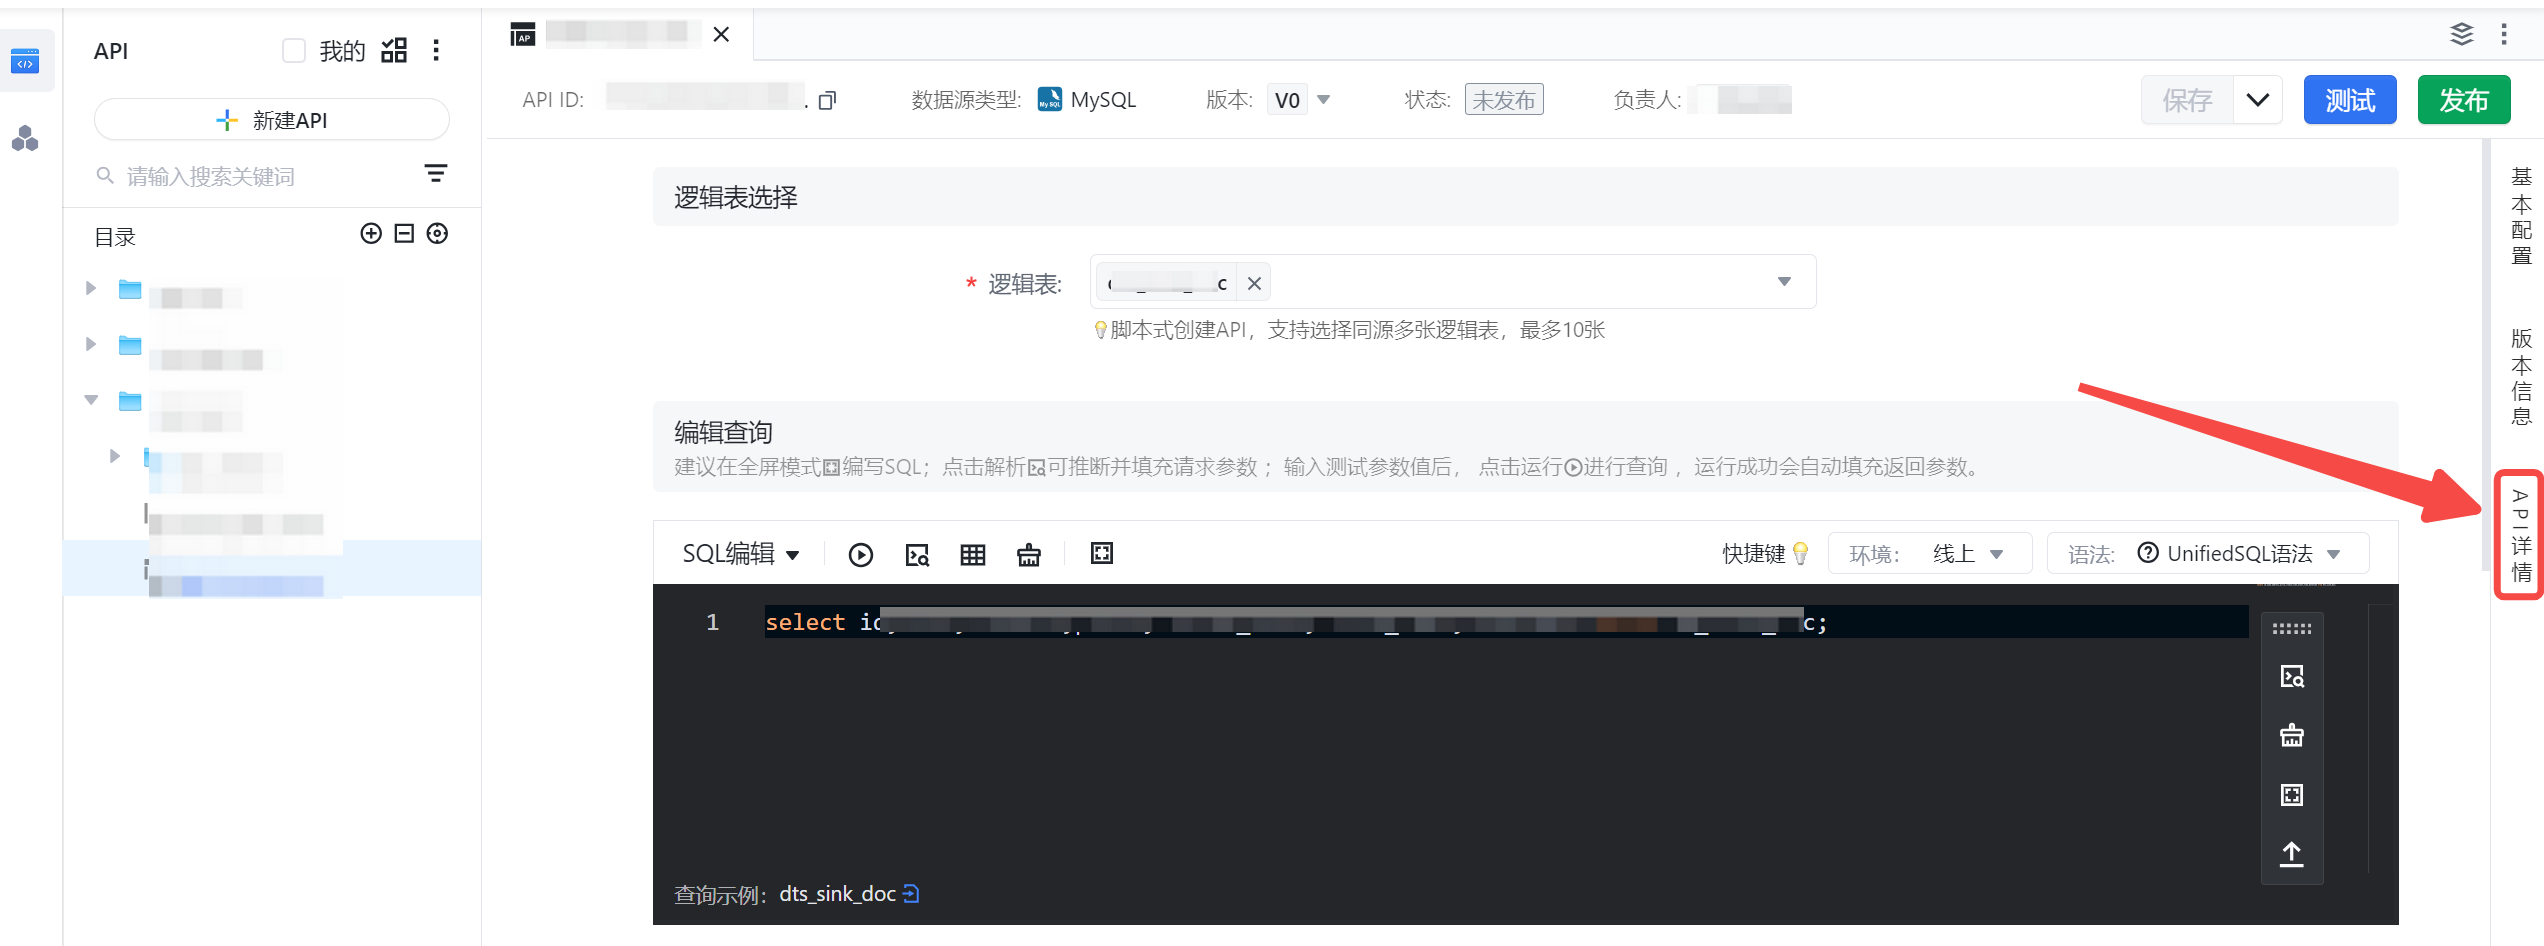 API
我的
新建API
请输入搜索关键词
目录
API ID:
数据源类型: MySQL
版本: V0
状态: 未发布
负责人:
保存
测试
发布
逻辑表选择
* 逻辑表:
脚本式创建API，支持选择同源多张逻辑表，最多10张
编辑查询
建议在全屏模式编写SQL；点击解析可推断并填充请求参数；输入测试参数值后， 点击运行进行查询，运行成功会自动填充返回参数。
SQL编辑
快捷键
环境: 线上
语法: UnifiedSQL语法
1 select
查询示例: dts_sink_doc
基本配置
版本信息
API详情